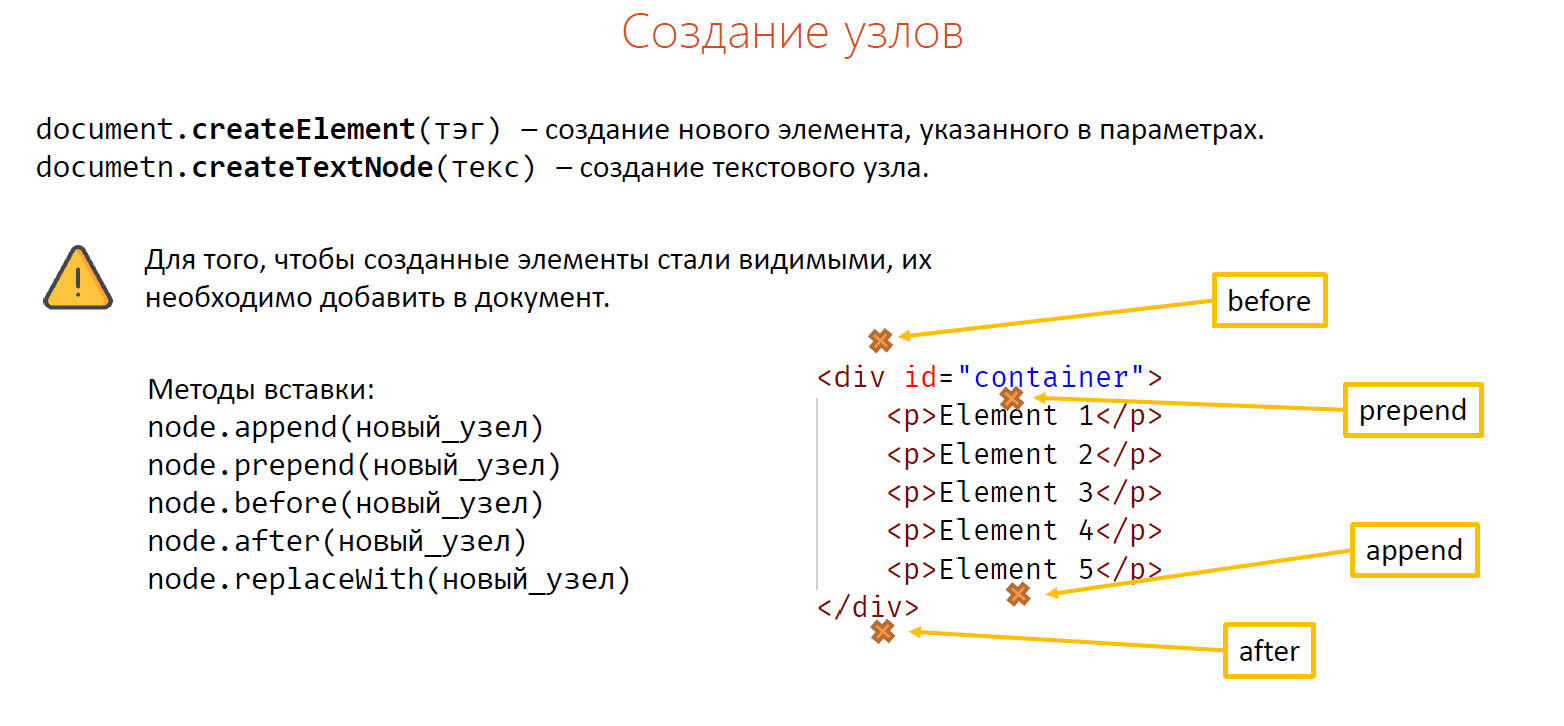 Создание узлов
document.createElement(тэг) – создание нового элемента, указанного в параметрах.
documetn.createTextNode(текс) – создание текстового узла.
Для того, чтобы созданные элементы стали видимыми, их
необходимо добавить в документ.
Методы вставки:
node.append(новый_узел)
node.prepend(новый_узел)
node.before(новый_узел)
node.after(новый_узел)
node.replaceWith(новый_узел)
before
<div id="container">
prepend
<p>Element 1</p>
<p>Element 2</p>
<p>Element 3</p>
<p>Element 4</p>
append
<p>Element 5</p>
</div>
after